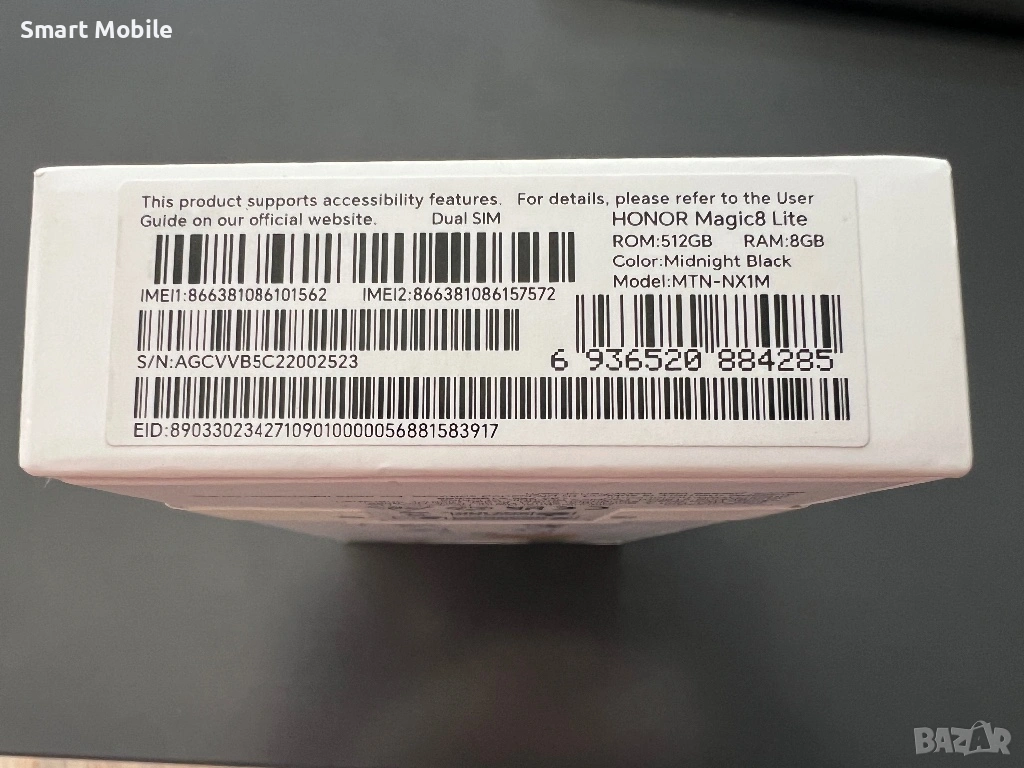 Smart Mobile
This product supports accessibility features. For details, please refer to the User
Guide on our official website. Dual SIM
HONOR Magic8 Lite
ROM:512GB RAM:8GB
Color:Midnight Black
Model:MTN-NX1M
IMEI1:866381086101562 IMEI2:866381086157572
S/N:AGCVVB5C22002523
6 936520 884285
EID:89033023427109010000056881583917
BAZAR